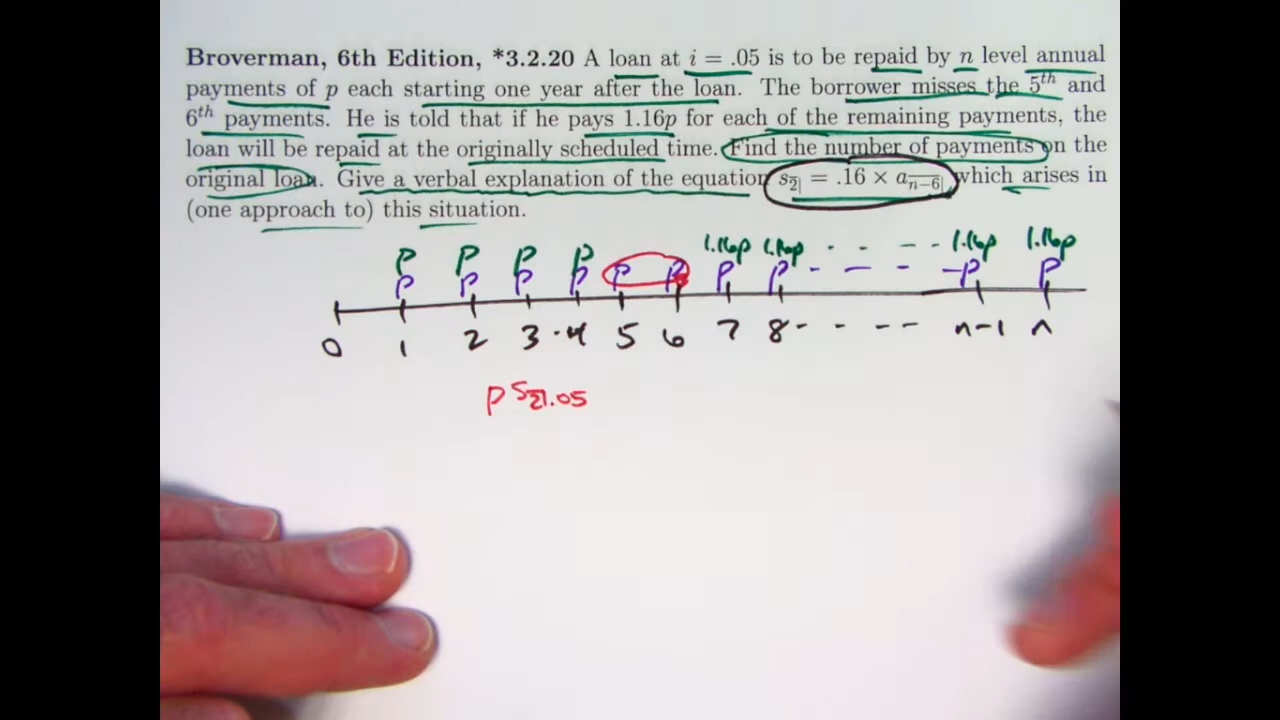 Broverman, 6th Edition, *3.2.20 A loan at i = .05 is to be repaid by n level annual
payments of p each starting one year after the loan. The borrower misses the 5th and
6th payments. He is told that if he pays 1.16p for each of the remaining payments, the
loan will be repaid at the originally scheduled time. Find the number of payments on the
original loan. Give a verbal explanation of the equation s2| = .16 × an−6| which arises in
(one approach to) this situation.
P P P P 1.16p 1.16p - - - - 1.16p 1.16p
P P P P P P P P - - - - P P
0 1 2 3 4 5 6 7 8 - - - - - n-1 n
P s2|.05